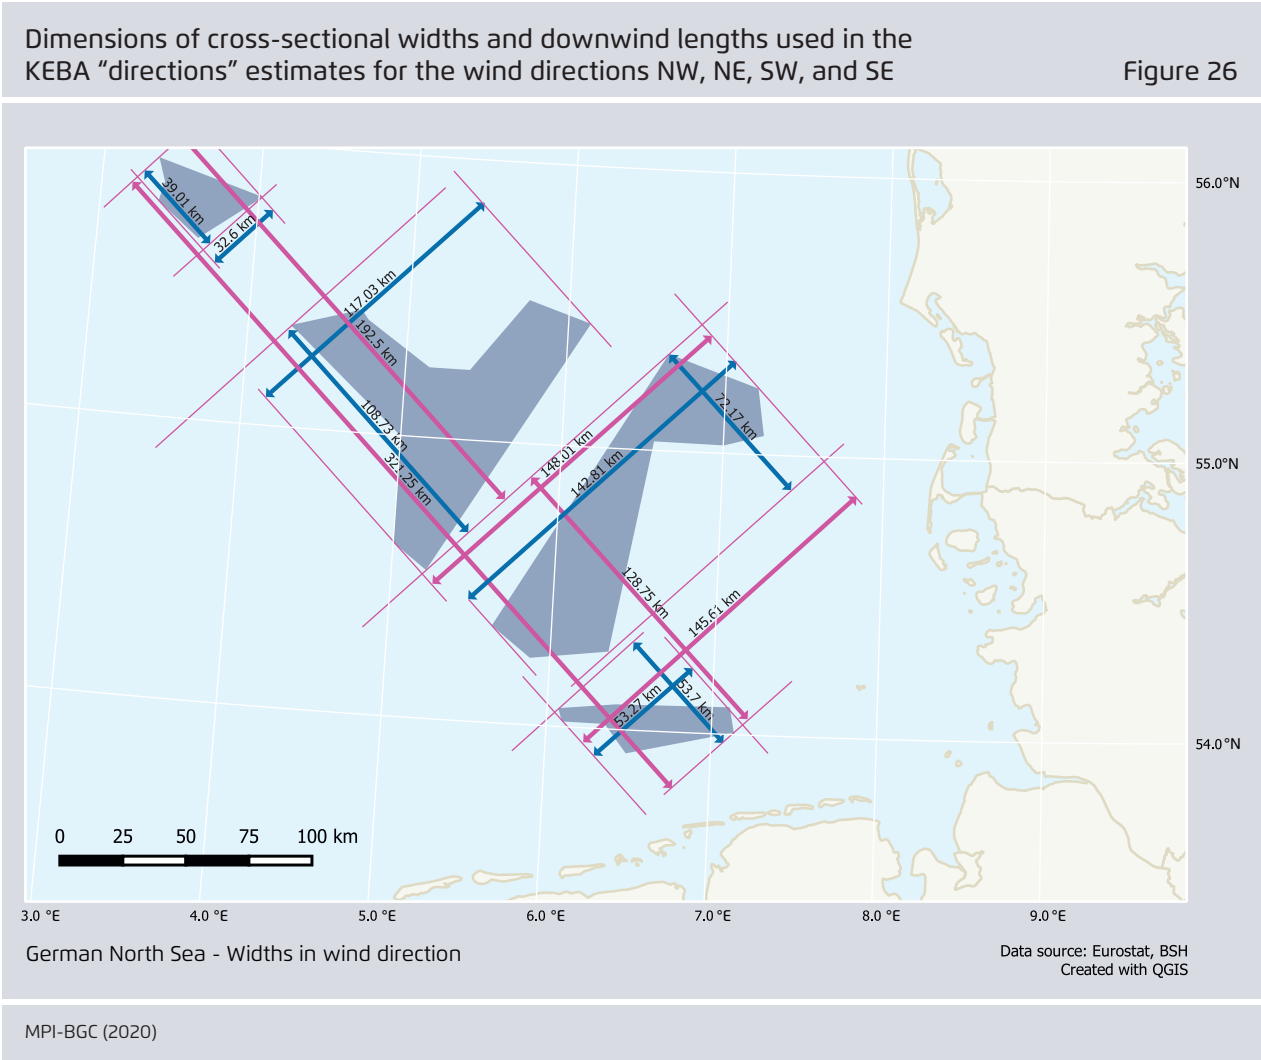 Dimensions of cross-sectional widths and downwind lengths used in the
KEBA “directions” estimates for the wind directions NW, NE, SW, and SE
Figure 26
39.01 km
32.6 km
117.03 km
192.5 km
108.73 km
321.25 km
148.01 km
142.81 km
72.17 km
128.75 km
145.61 km
53.27 km
53.7 km
56.0°N
55.0°N
54.0°N
0 25 50 75 100 km
3.0 °E 4.0 °E 5.0 °E 6.0 °E 7.0 °E 8.0 °E 9.0 °E
German North Sea - Widths in wind direction
Data source: Eurostat, BSH
Created with QGIS
MPI-BGC (2020)